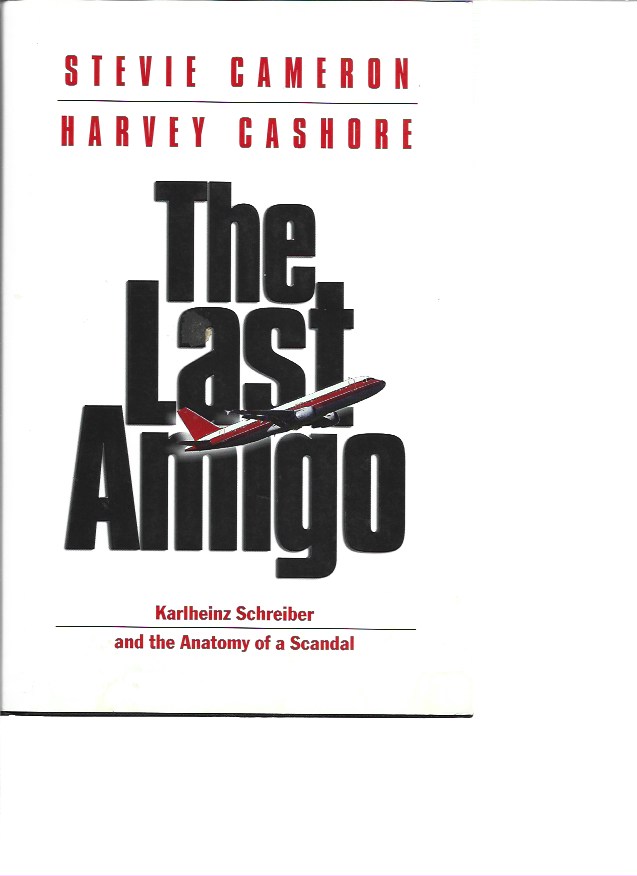 STEVIE CAMERON
HARVEY CASHORE
The
Last
Amigo
Karlheinz Schreiber
and the Anatomy of a Scandal